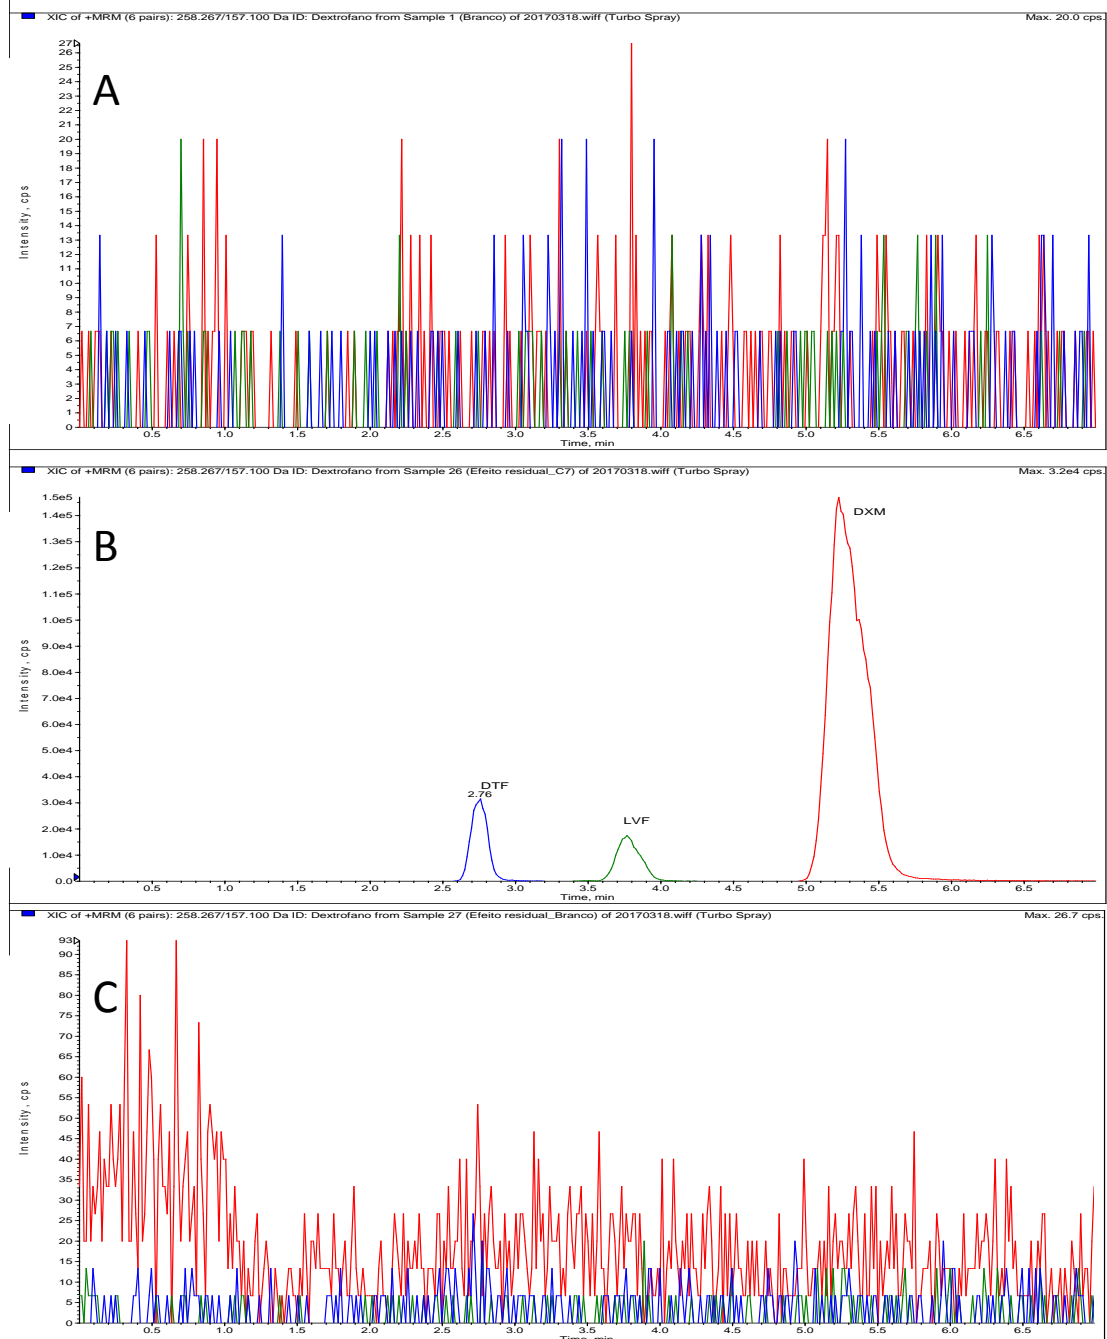 XIC of +MRM (6 pairs): 258.267/157.100 Da ID: Dextrofano from Sample 1 (Branco) of 20170318.wiff (Turbo Spray) Max. 20.0 cps.
A
Intensity, cps
27
26
25
24
23
22
21
20
19
18
17
16
15
14
13
12
11
10
9
8
7
6
5
4
3
2
1
0
0.5 1.0 1.5 2.0 2.5 3.0 3.5 4.0 4.5 5.0 5.5 6.0 6.5
Time, min
XIC of +MRM (6 pairs): 258.267/157.100 Da ID: Dextrofano from Sample 26 (Efeito residual_C7) of 20170318.wiff (Turbo Spray) Max. 3.2e4 cps.
B
Intensity, cps
1.5e5
1.4e5
1.3e5
1.2e5
1.1e5
1.0e5
9.0e4
8.0e4
7.0e4
6.0e4
5.0e4
4.0e4
3.0e4
2.0e4
1.0e4
0.0
DXM
DTF
2.76
LVF
0.5 1.0 1.5 2.0 2.5 3.0 3.5 4.0 4.5 5.0 5.5 6.0 6.5
Time, min
XIC of +MRM (6 pairs): 258.267/157.100 Da ID: Dextrofano from Sample 27 (Efeito residual_Branco) of 20170318.wiff (Turbo Spray) Max. 26.7 cps.
C
Intensity, cps
93
90
85
80
75
70
65
60
55
50
45
40
35
30
25
20
15
10
5
0
0.5 1.0 1.5 2.0 2.5 3.0 3.5 4.0 4.5 5.0 5.5 6.0 6.5
Time, min